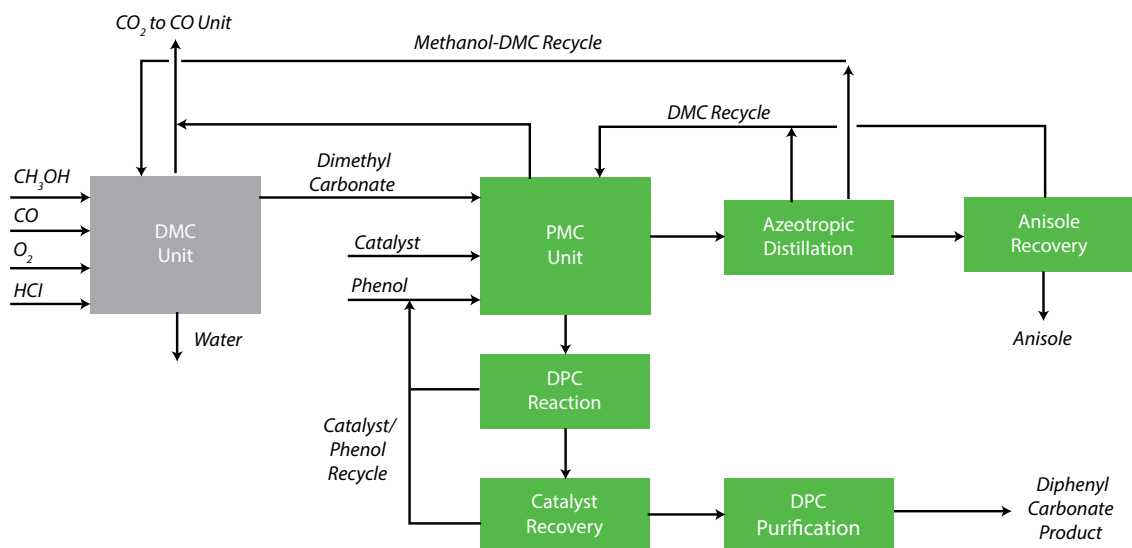 CO2 to CO Unit
Methanol-DMC Recycle
DMC Recycle
CH3OH
CO
O2
HCl
DMC
Unit
Water
Dimethyl
Carbonate
Catalyst
Phenol
PMC
Unit
Azeotropic
Distillation
Anisole
Recovery
Anisole
DPC
Reaction
Catalyst/
Phenol
Recycle
Catalyst
Recovery
DPC
Purification
Diphenyl
Carbonate
Product